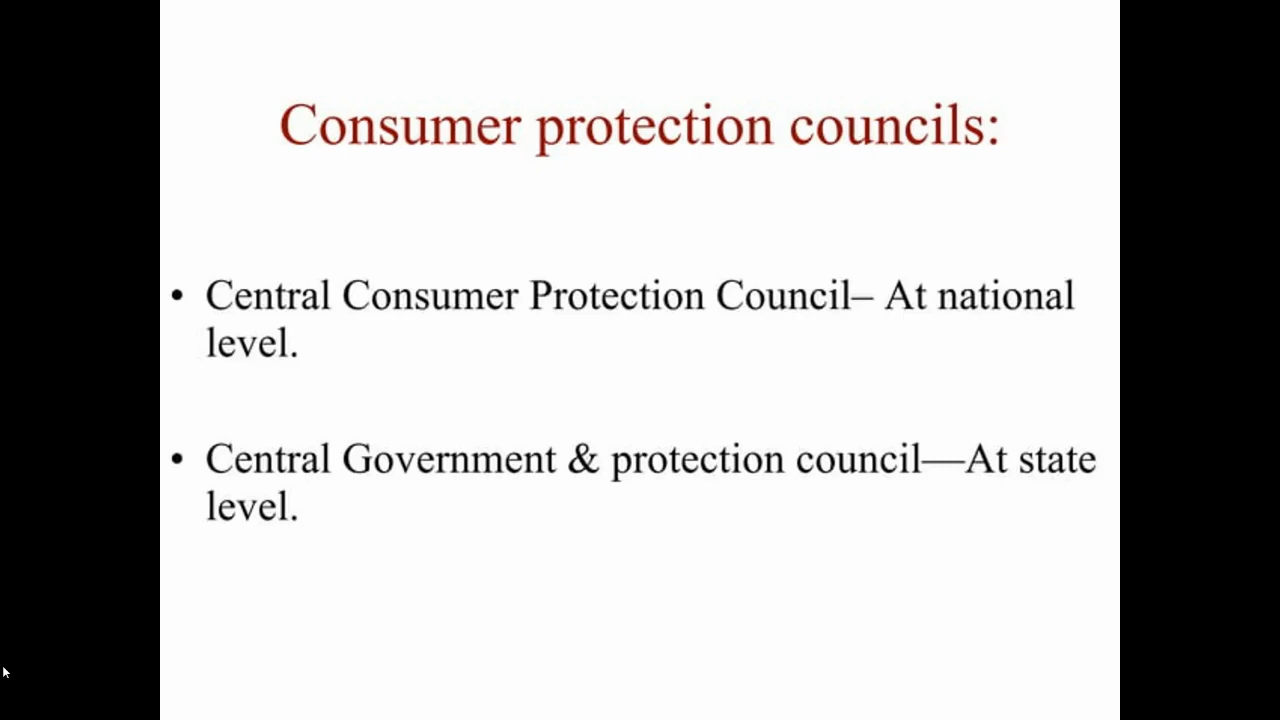 Consumer protection councils:
• Central Consumer Protection Council– At national
level.
• Central Government & protection council—At state
level.